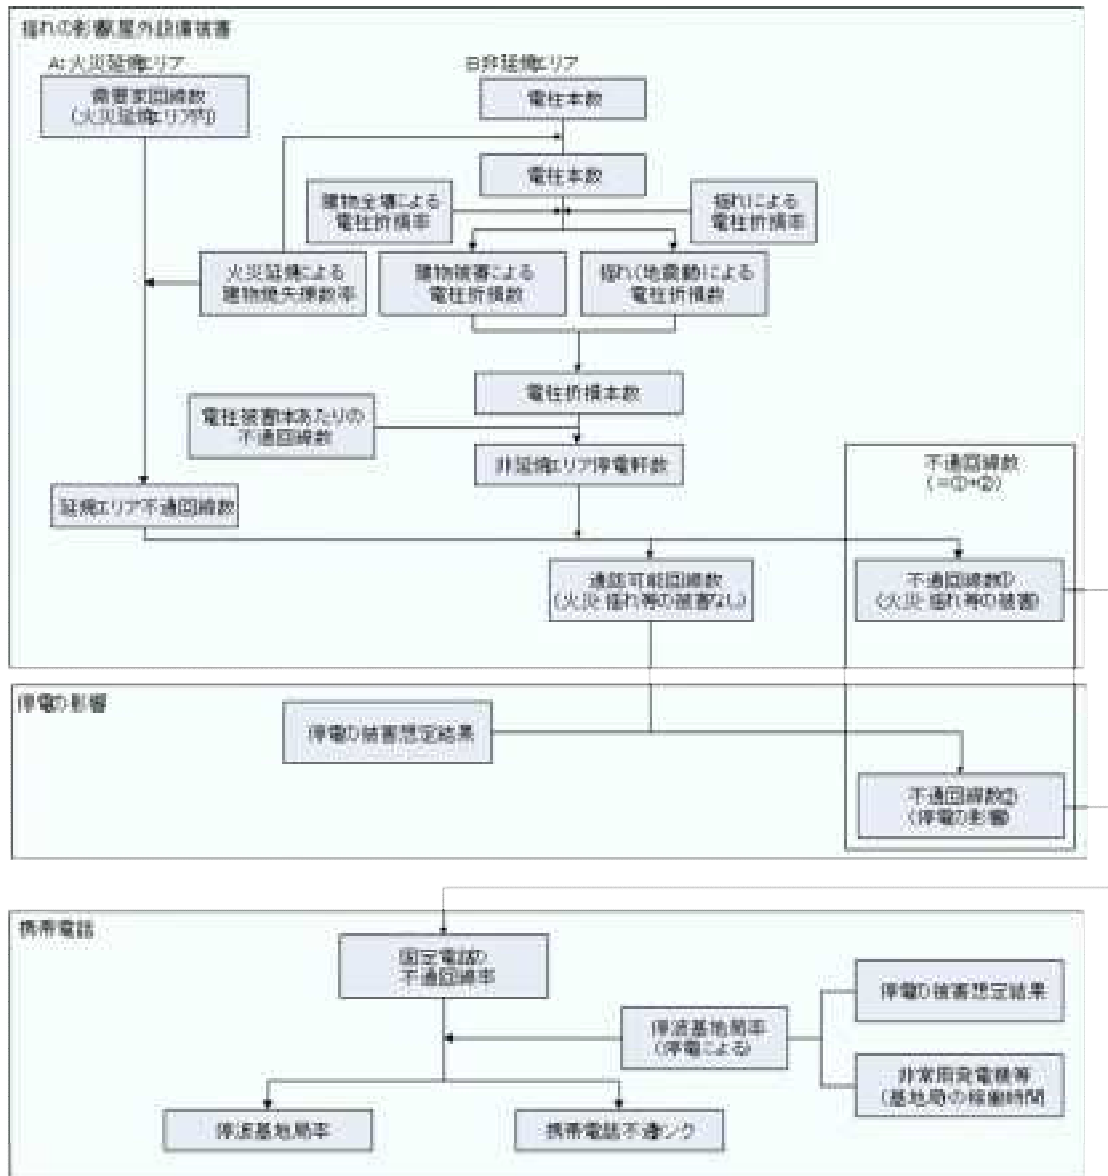 揺れの影響(屋外設備被害)
A:火災延焼エリア
B:非延焼エリア
需要家回線数
(火災延焼エリア内)
電柱本数
電柱本数
建物全壊による
電柱折損率
揺れによる
電柱折損率
火災延焼による
建物焼失棟数率
建物被害による
電柱折損数
揺れ(地震動)による
電柱折損数
電柱折損本数
電柱被害1本あたりの
不通回線数
非延焼エリア停電軒数
不通回線数
(=①+②)
延焼エリア不通回線数
通話可能回線数
(火災・揺れ等の被害なし)
不通回線数①
(火災・揺れ等の被害)
停電の影響
停電の被害想定結果
不通回線数②
(停電の影響)
携帯電話
固定電話の
不通回線率
停電の被害想定結果
停波基地局率
(停電による)
非常用発電機等
(基地局)の稼働時間
停波基地局率
携帯電話不通ランク